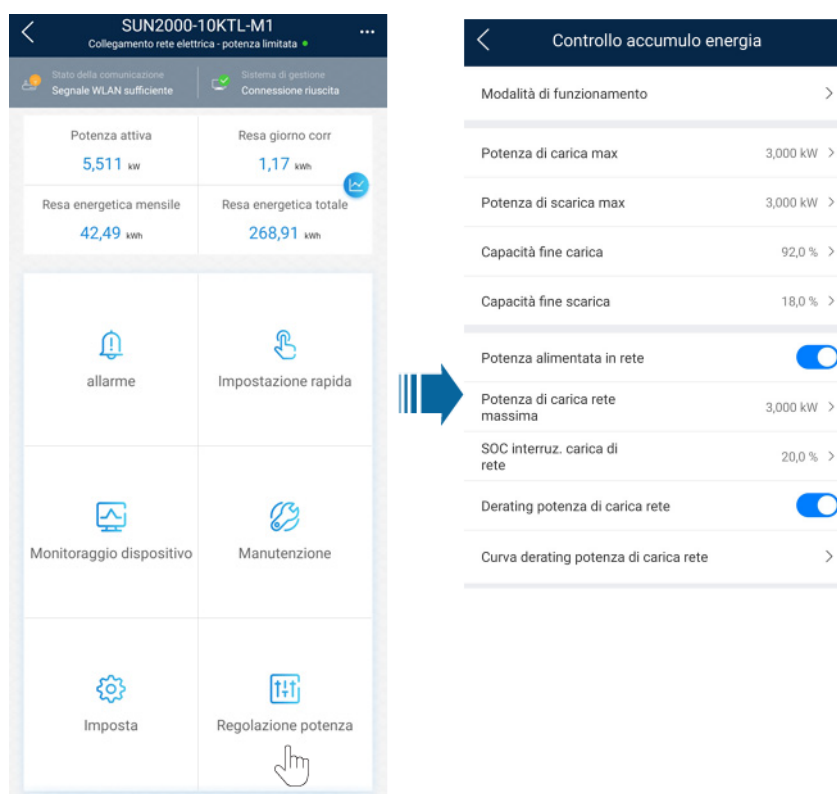 SUN2000-10KTL-M1
Collegamento rete elettrica - potenza limitata
Stato della comunicazione
Segnale WLAN sufficiente
Sistema di gestione
Connessione riuscita
Potenza attiva
5,511 kW
Resa giorno corr
1,17 kWh
Resa energetica mensile
42,49 kWh
Resa energetica totale
268,91 kWh
allarme
Impostazione rapida
Monitoraggio dispositivo
Manutenzione
Imposta
Regolazione potenza
Controllo accumulo energia
Modalità di funzionamento
Potenza di carica max 3,000 kW
Potenza di scarica max 3,000 kW
Capacità fine carica 92,0 %
Capacità fine scarica 18,0 %
Potenza alimentata in rete
Potenza di carica rete
massima 3,000 kW
SOC interruz. carica di
rete 20,0 %
Derating potenza di carica rete
Curva derating potenza di carica rete